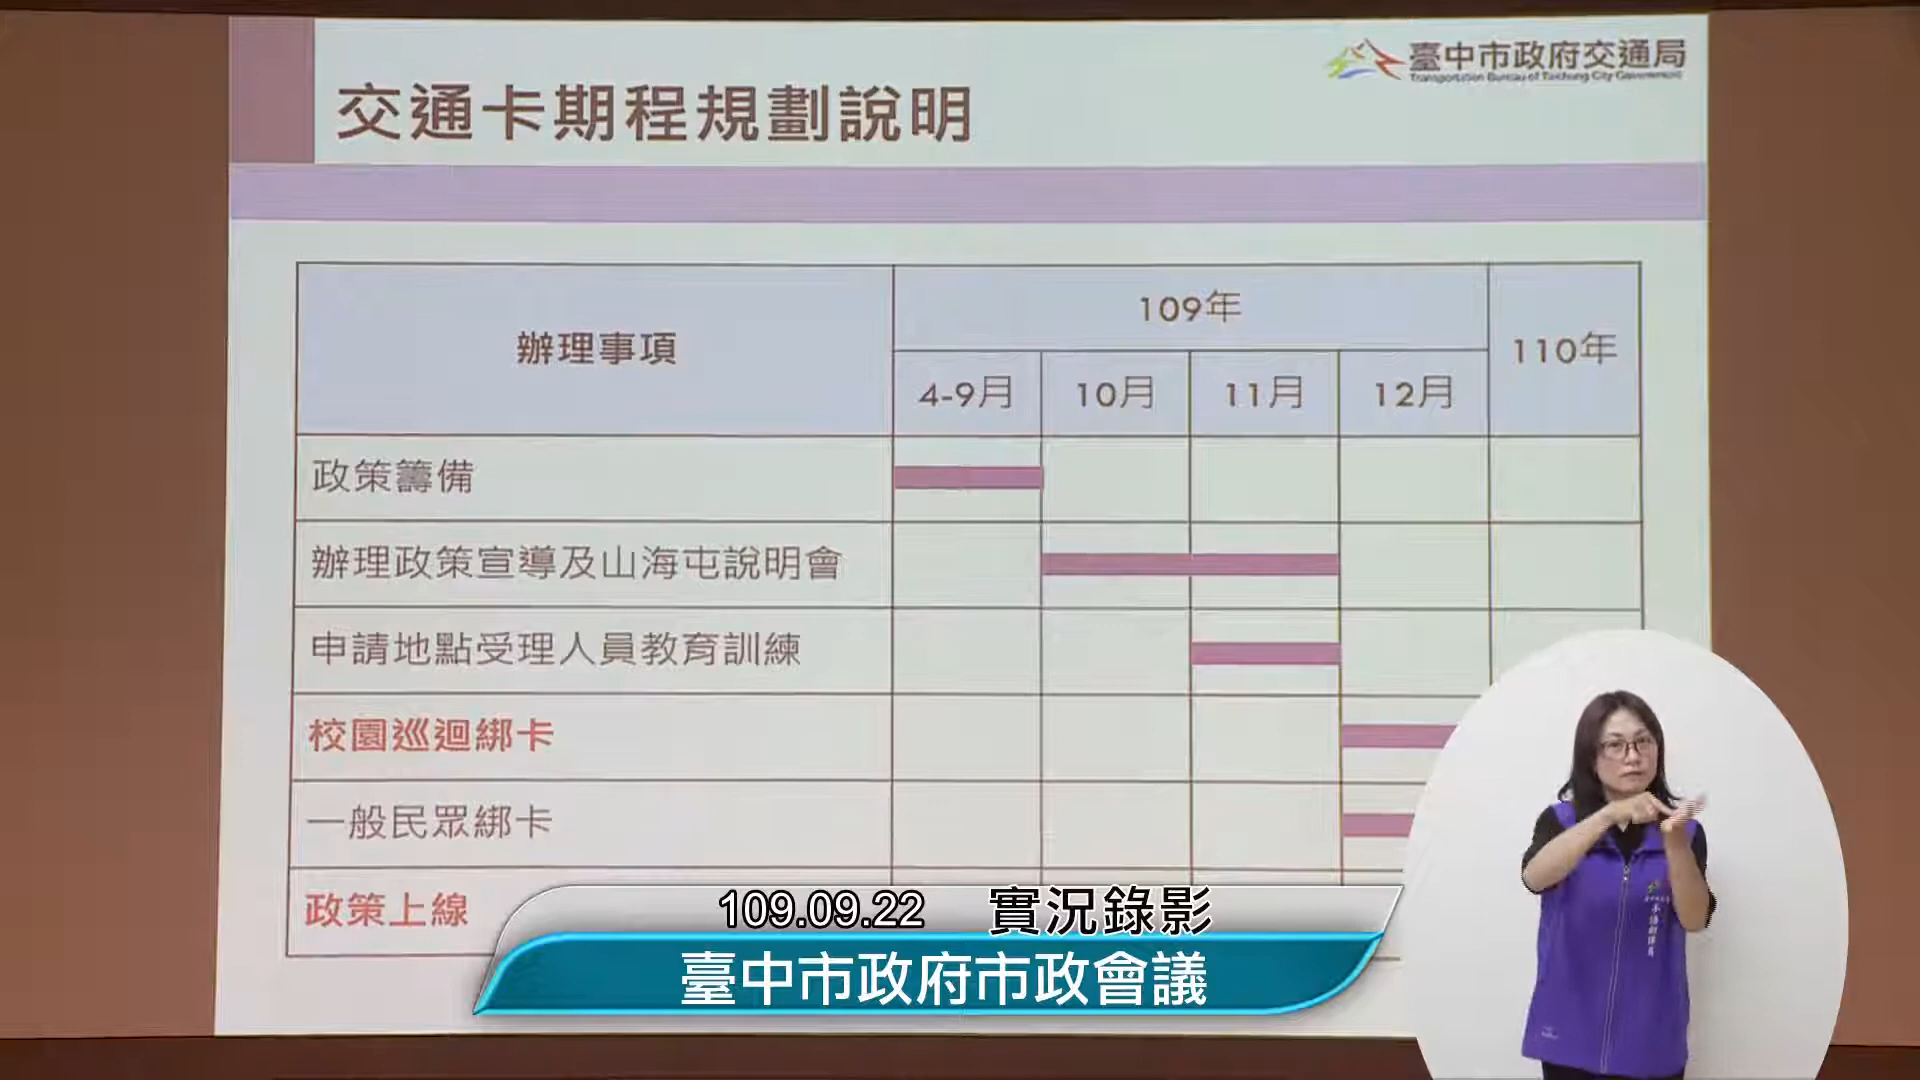 臺中市政府交通局
Transportation Bureau of Taichung City Government
交通卡期程規劃說明
辦理事項
109年
110年
4-9月
10月
11月
12月
政策籌備
辦理政策宣導及山海屯說明會
申請地點受理人員教育訓練
校園巡迴綁卡
一般民眾綁卡
政策上線
109.09.22 實況錄影
臺中市政府市政會議